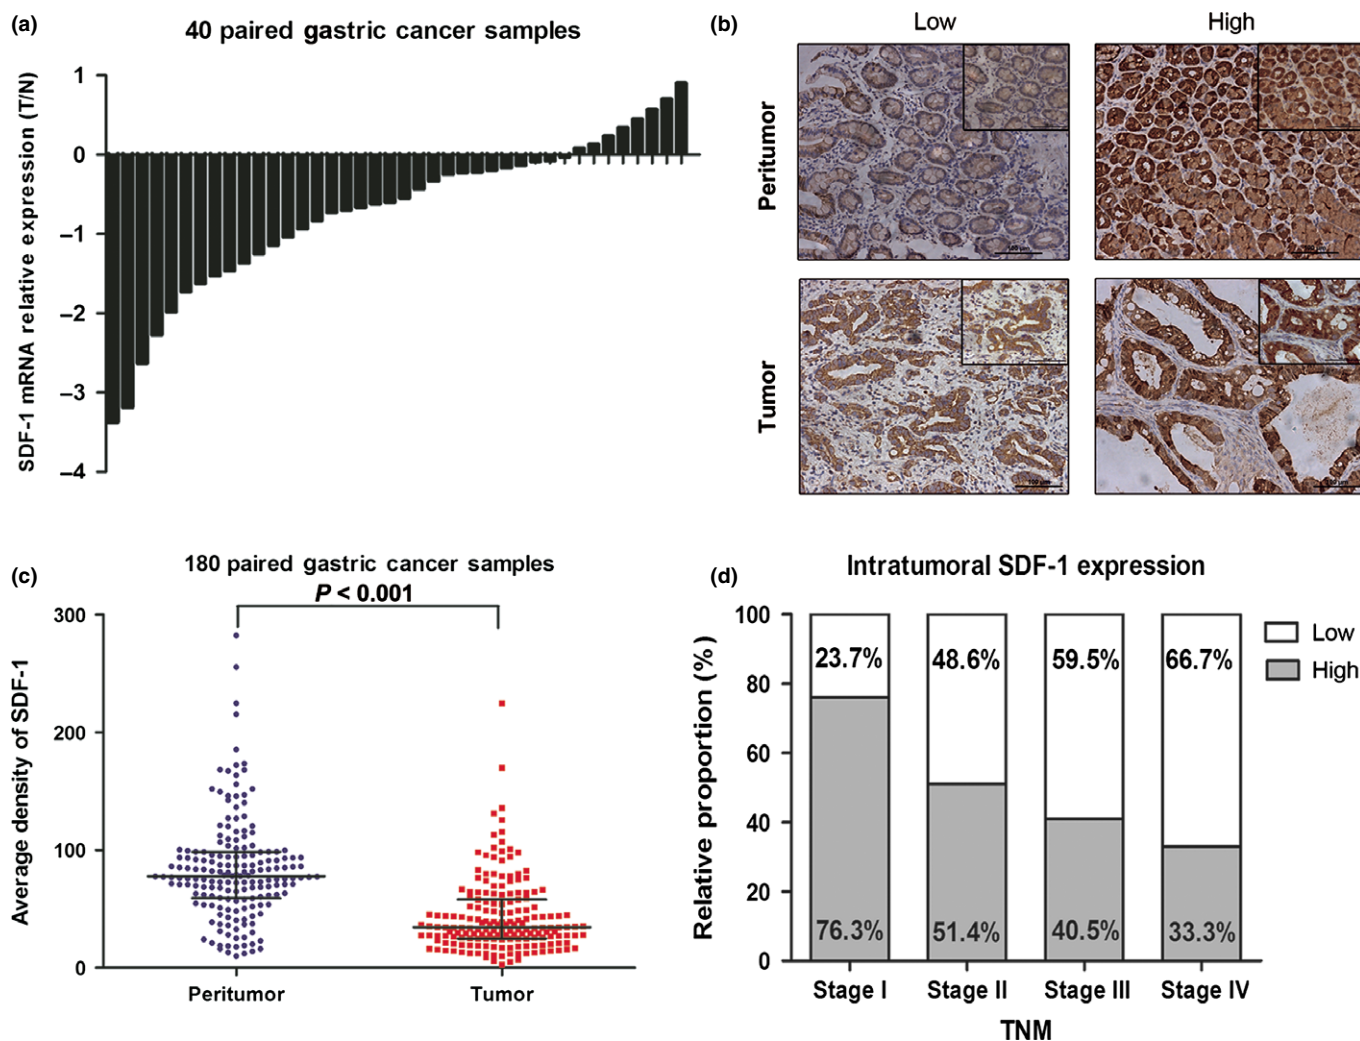 (a)
40 paired gastric cancer samples
SDF-1 mRNA relative expression (T/N)
1
0
–1
–2
–3
–4
(b)
Low
High
Peritumor
Tumor
100 µm
(c)
180 paired gastric cancer samples
P < 0.001
Average density of SDF-1
300
200
100
0
Peritumor
Tumor
(d)
Intratumoral SDF-1 expression
Relative proportion (%)
100
80
60
40
20
0
23.7%
48.6%
59.5%
66.7%
76.3%
51.4%
40.5%
33.3%
Low
High
Stage I
Stage II
Stage III
Stage IV
TNM